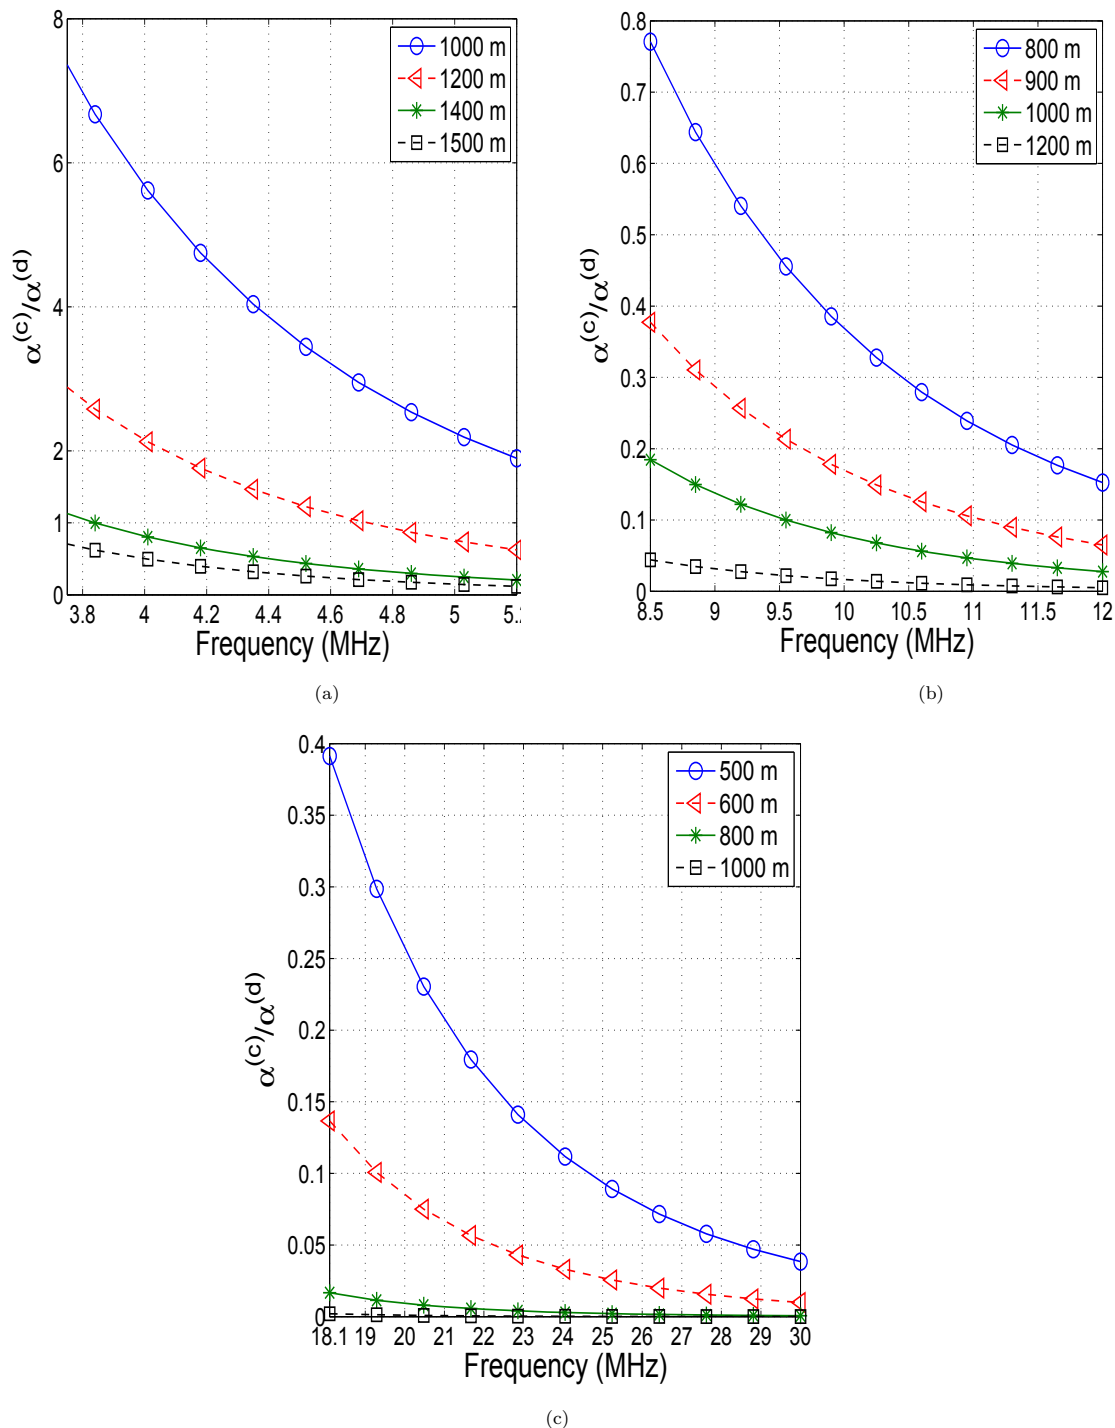 8
6
4
2
1
0
α(c)/α(d)
1000 m
1200 m
1400 m
1500 m
3.8 4 4.2 4.4 4.6 4.8 5 5.
Frequency (MHz)
(a)
0.8
0.7
0.6
0.5
0.4
0.3
0.2
0.1
0
α(c)/α(d)
800 m
900 m
1000 m
1200 m
8.5 9 9.5 10 10.5 11 11.5 12
Frequency (MHz)
(b)
0.4
0.35
0.3
0.25
0.2
0.15
0.1
0.05
0
α(c)/α(d)
500 m
600 m
800 m
1000 m
18.1 19 20 21 22 23 24 25 26 27 28 29 30
Frequency (MHz)
(c)